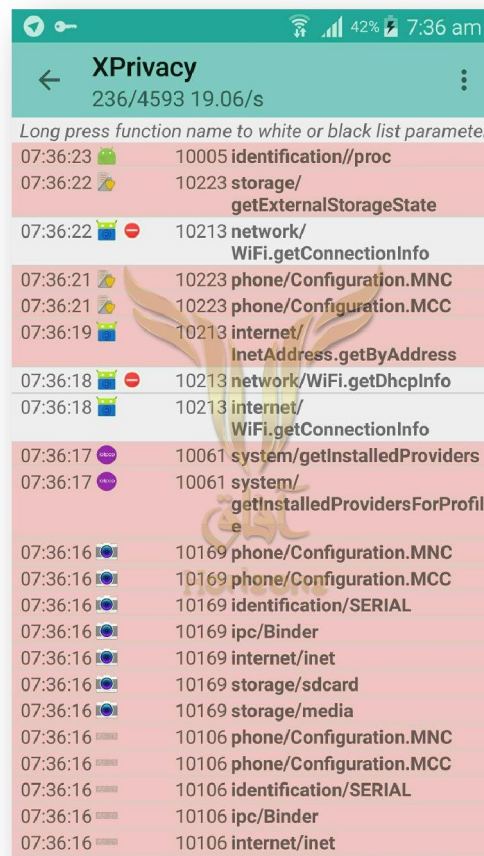 42% 7:36 am
XPrivacy
236/4593 19.06/s
Long press function name to white or black list paramete
07:36:23 10005 identification//proc
07:36:22 10223 storage/
getExternalStorageState
07:36:22 10213 network/
WiFi.getConnectionInfo
07:36:21 10223 phone/Configuration.MNC
07:36:21 10223 phone/Configuration.MCC
07:36:19 10213 internet/
InetAddress.getByAddress
07:36:18 10213 network/WiFi.getDhcpInfo
07:36:18 10213 internet/
WiFi.getConnectionInfo
07:36:17 10061 system/getInstalledProviders
07:36:17 10061 system/
getInstalledProvidersForProfil
e
آفاق
Horizons
07:36:16 10169 phone/Configuration.MNC
07:36:16 10169 phone/Configuration.MCC
07:36:16 10169 identification/SERIAL
07:36:16 10169 ipc/Binder
07:36:16 10169 internet/inet
07:36:16 10169 storage/sdcard
07:36:16 10169 storage/media
07:36:16 10106 phone/Configuration.MNC
07:36:16 10106 phone/Configuration.MCC
07:36:16 10106 identification/SERIAL
07:36:16 10106 ipc/Binder
07:36:16 10106 internet/inet